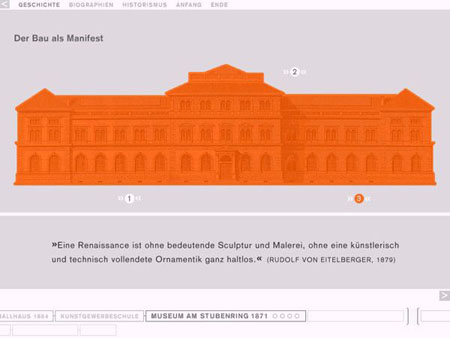 GESCHICHTE BIOGRAPHIEN HISTORISMUS ANFANG ENDE
Der Bau als Manifest
2
1
3
»Eine Renaissance ist ohne bedeutende Sculptur und Malerei, ohne eine künstlerisch
und technisch vollendete Ornamentik ganz haltlos.« (RUDOLF VON EITELBERGER, 1879)
BALLHAUS 1864 KUNSTGEWERBESCHULE MUSEUM AM STUBENRING 1871